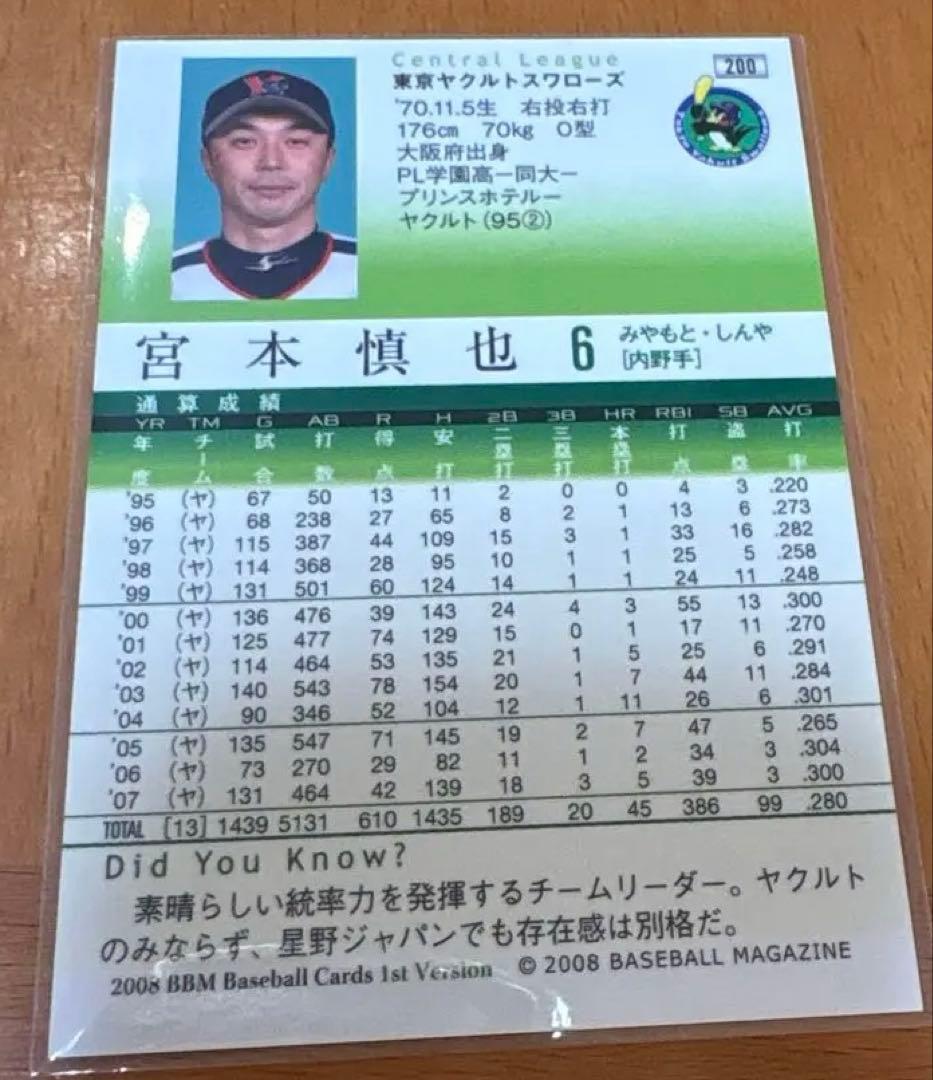 Central League
200
東京ヤクルトスワローズ
'70.11.5生 右投右打
176cm 70kg O型
大阪府出身
PL学園高ー同大ー
プリンスホテルー
ヤクルト(95②)
Tokyo Yakult Swallows
宮本慎也 6 みやもと・しんや
[内野手]
通算成績
YR TM G AB R H 2B 3B HR RBI SB AVG
年度 チーム 試合 打数 得点 安打 二塁打 三塁打 本塁打 打点 盗塁 打率
'95 (ヤ) 67 50 13 11 2 0 0 4 3 .220
'96 (ヤ) 68 238 27 65 8 2 1 13 6 .273
'97 (ヤ) 115 387 44 109 15 3 1 33 16 .282
'98 (ヤ) 114 368 28 95 10 1 1 25 5 .258
'99 (ヤ) 131 501 60 124 14 1 1 24 11 .248
'00 (ヤ) 136 476 39 143 24 4 3 55 13 .300
'01 (ヤ) 125 477 74 129 15 0 1 17 11 .270
'02 (ヤ) 114 464 53 135 21 1 5 25 6 .291
'03 (ヤ) 140 543 78 154 20 1 7 44 11 .284
'04 (ヤ) 90 346 52 104 12 1 11 26 6 .301
'05 (ヤ) 135 547 71 145 19 2 7 47 5 .265
'06 (ヤ) 73 270 29 82 11 1 2 34 3 .304
'07 (ヤ) 131 464 42 139 18 3 5 39 3 .300
TOTAL [13] 1439 5131 610 1435 189 20 45 386 99 .280
Did You Know?
素晴らしい統率力を発揮するチームリーダー。ヤクルト
のみならず、星野ジャパンでも存在感は別格だ。
2008 BBM Baseball Cards 1st Version © 2008 BASEBALL MAGAZINE